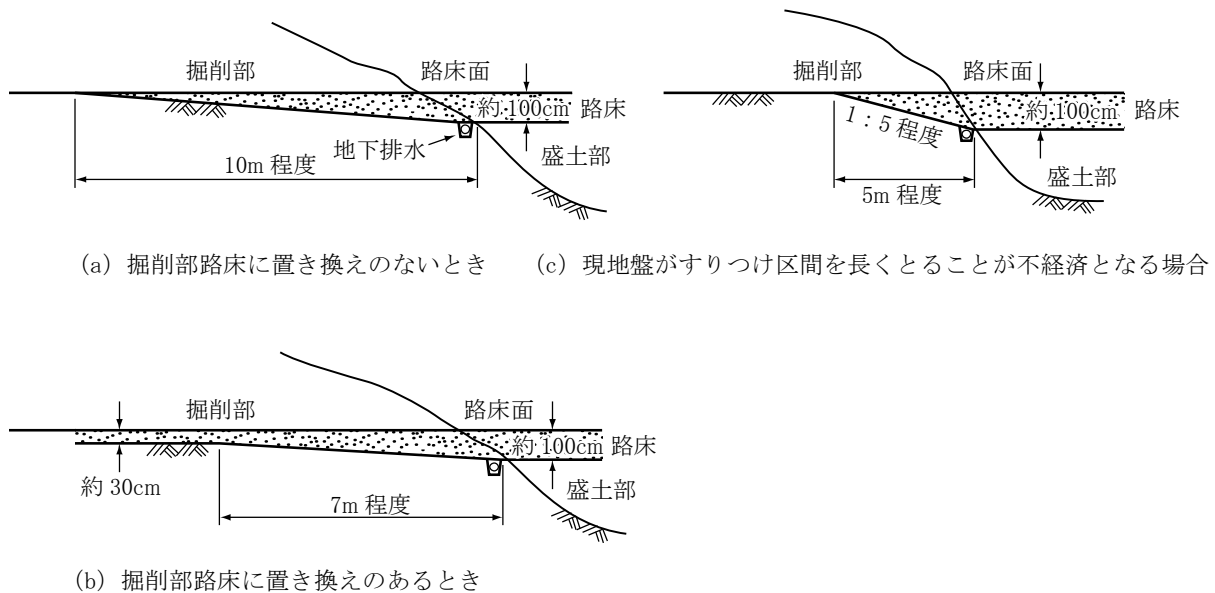 掘削部
路床面
約100cm
路床
地下排水
盛土部
10m 程度
(a) 掘削部路床に置き換えのないとき
掘削部
路床面
約100cm
路床
1：5 程度
盛土部
5m 程度
(c) 現地盤がすりつけ区間を長くとることが不経済となる場合
掘削部
路床面
約100cm
路床
約 30cm
盛土部
7m 程度
(b) 掘削部路床に置き換えのあるとき